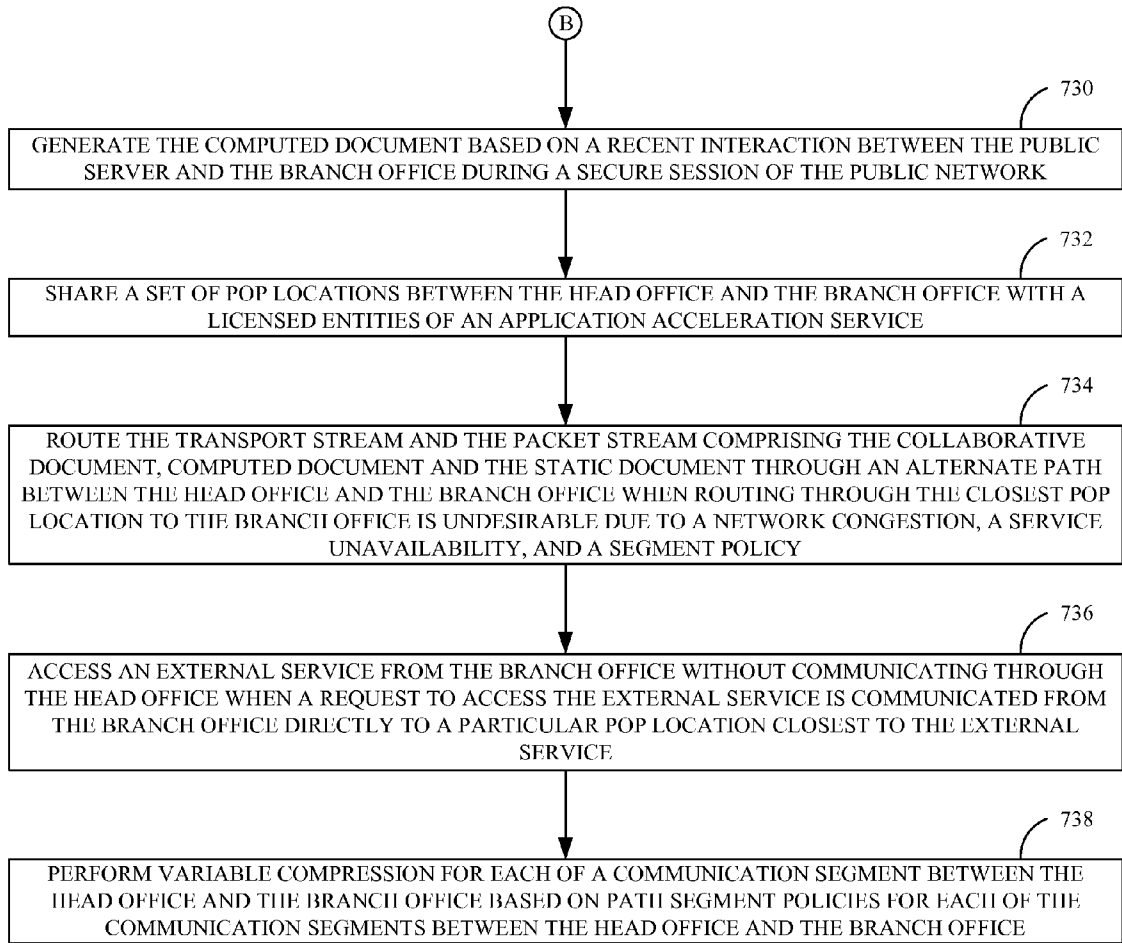 B
730
GENERATE THE COMPUTED DOCUMENT BASED ON A RECENT INTERACTION BETWEEN THE PUBLIC
SERVER AND THE BRANCH OFFICE DURING A SECURE SESSION OF THE PUBLIC NETWORK
732
SHARE A SET OF POP LOCATIONS BETWEEN THE HEAD OFFICE AND THE BRANCH OFFICE WITH A
LICENSED ENTITIES OF AN APPLICATION ACCELERATION SERVICE
734
ROUTE THE TRANSPORT STREAM AND THE PACKET STREAM COMPRISING THE COLLABORATIVE
DOCUMENT, COMPUTED DOCUMENT AND THE STATIC DOCUMENT THROUGH AN ALTERNATE PATH
BETWEEN THE HEAD OFFICE AND THE BRANCH OFFICE WHEN ROUTING THROUGH THE CLOSEST POP
LOCATION TO THE BRANCH OFFICE IS UNDESIRABLE DUE TO A NETWORK CONGESTION, A SERVICE
UNAVAILABILITY, AND A SEGMENT POLICY
736
ACCESS AN EXTERNAL SERVICE FROM THE BRANCH OFFICE WITHOUT COMMUNICATING THROUGH
THE HEAD OFFICE WHEN A REQUEST TO ACCESS THE EXTERNAL SERVICE IS COMMUNICATED FROM
THE BRANCH OFFICE DIRECTLY TO A PARTICULAR POP LOCATION CLOSEST TO THE EXTERNAL
SERVICE
738
PERFORM VARIABLE COMPRESSION FOR EACH OF A COMMUNICATION SEGMENT BETWEEN THE
HEAD OFFICE AND THE BRANCH OFFICE BASED ON PATH SEGMENT POLICIES FOR EACH OF THE
COMMUNICATION SEGMENTS BETWEEN THE HEAD OFFICE AND THE BRANCH OFFICE